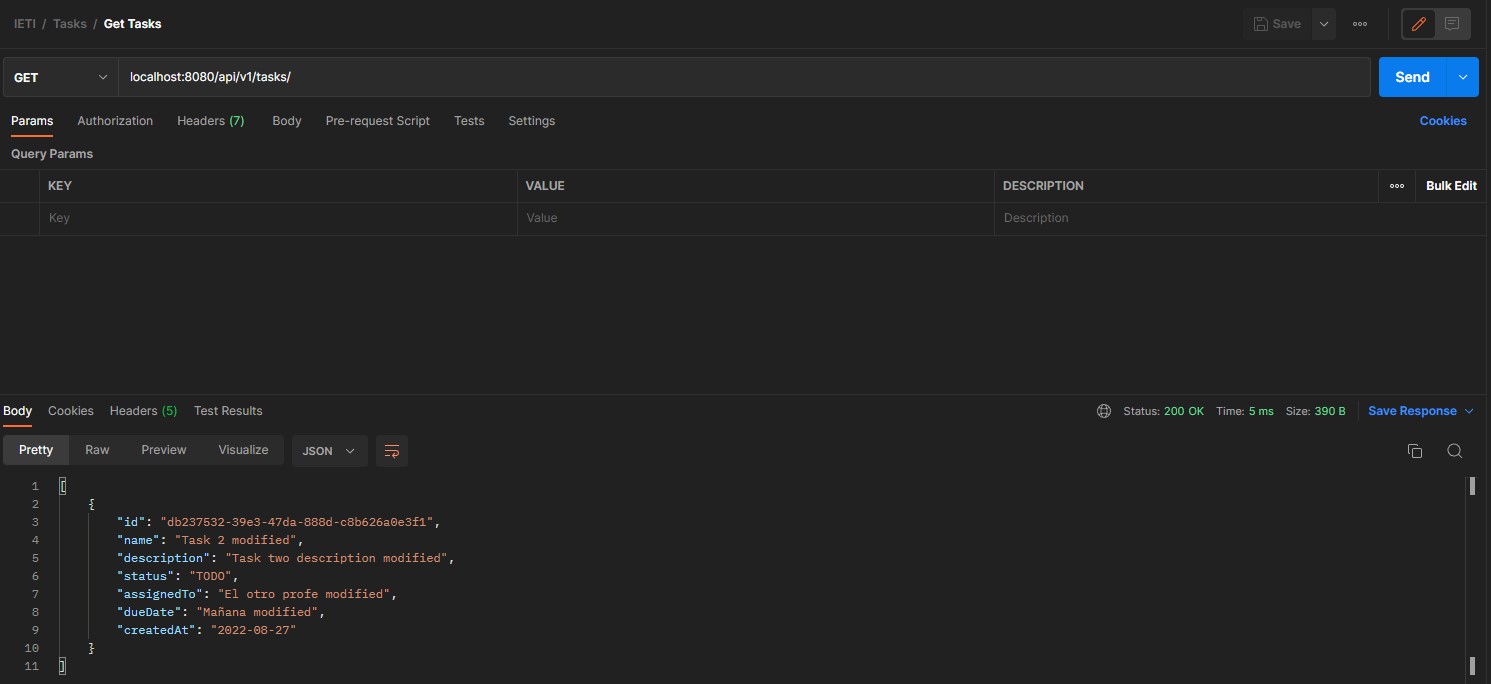 IETI / Tasks / Get Tasks
Save
GET
localhost:8080/api/v1/tasks/
Send
Params Authorization Headers (7) Body Pre-request Script Tests Settings Cookies
Query Params
KEY VALUE DESCRIPTION Bulk Edit
Key Value Description
Body Cookies Headers (5) Test Results Status: 200 OK Time: 5 ms Size: 390 B Save Response
Pretty Raw Preview Visualize JSON
1 [
2 {
3 "id": "db237532-39e3-47da-888d-c8b626a0e3f1",
4 "name": "Task 2 modified",
5 "description": "Task two description modified",
6 "status": "TODO",
7 "assignedTo": "El otro profe modified",
8 "dueDate": "Mañana modified",
9 "createdAt": "2022-08-27"
10 }
11 ]